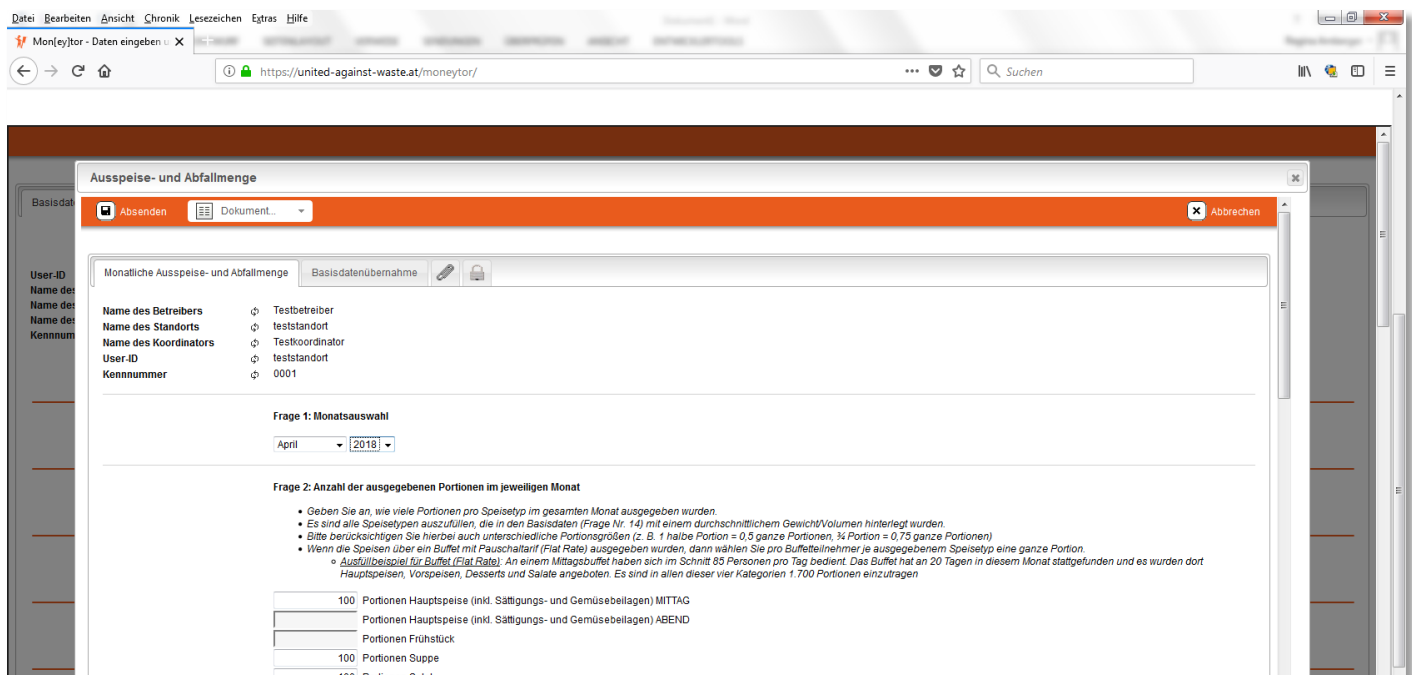 Datei Bearbeiten Ansicht Chronik Lesezeichen Extras Hilfe
Mon[ey]tor - Daten eingeben u
https://united-against-waste.at/moneytor/
Suchen
Ausspeise- und Abfallmenge
Basisdat
Absenden
Dokument...
Abbrechen
Monatliche Ausspeise- und Abfallmenge
Basisdatenübernahme
User-ID
Name des
Name des
Name des
Kennnum
Name des Betreibers Testbetreiber
Name des Standorts teststandort
Name des Koordinators Testkoordinator
User-ID teststandort
Kennnummer 0001
Frage 1: Monatsauswahl
April 2018
Frage 2: Anzahl der ausgegebenen Portionen im jeweiligen Monat
• Geben Sie an, wie viele Portionen pro Speisetyp im gesamten Monat ausgegeben wurden.
• Es sind alle Speisetypen auszufüllen, die in den Basisdaten (Frage Nr. 14) mit einem durchschnittlichem Gewicht/Volumen hinterlegt wurden.
• Bitte berücksichtigen Sie hierbei auch unterschiedliche Portionsgrößen (z. B. 1 halbe Portion = 0,5 ganze Portionen, ¾ Portion = 0,75 ganze Portionen)
• Wenn die Speisen über ein Buffet mit Pauschaltarif (Flat Rate) ausgegeben wurden, dann wählen Sie pro Buffetteilnehmer je ausgegebenem Speisetyp eine ganze Portion.
Ausfüllbeispiel für Buffet (Flat Rate): An einem Mittagsbuffet haben sich im Schnitt 85 Personen pro Tag bedient. Das Buffet hat an 20 Tagen in diesem Monat stattgefunden und es wurden dort
Hauptspeisen, Vorspeisen, Desserts und Salate angeboten. Es sind in allen dieser vier Kategorien 1.700 Portionen einzutragen
100 Portionen Hauptspeise (inkl. Sättigungs- und Gemüsebeilagen) MITTAG
Portionen Hauptspeise (inkl. Sättigungs- und Gemüsebeilagen) ABEND
Portionen Frühstück
100 Portionen Suppe